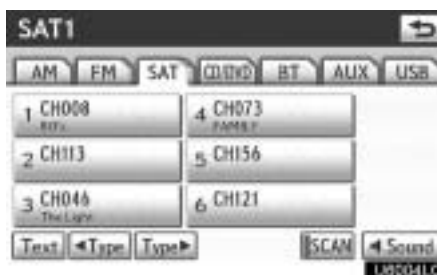 SAT1
AM FM SAT CD/DVD BT AUX USB
1 CH008
4 CH073
FAMILY
2 CH113
5 CH156
3 CH046
The Light
6 CH121
Text ◄Type Type► SCAN ◄ Sound